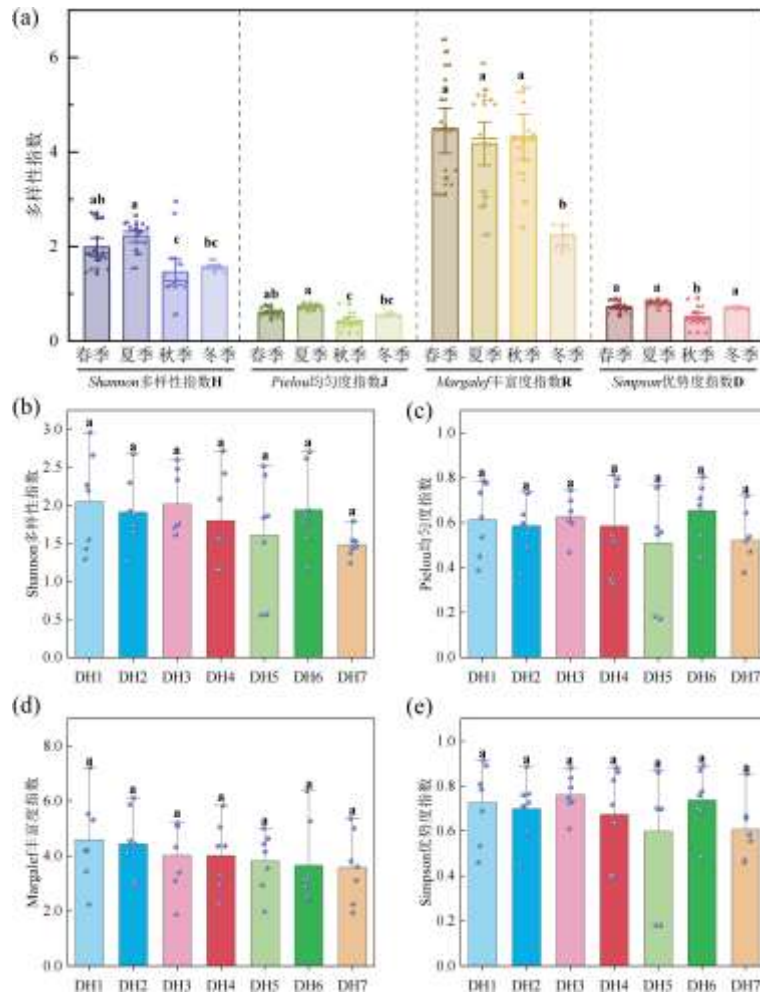 (a)
6
4
2
0
多样性指数
ab a c bc
ab a c bc
a a a b
a a b a
春季 夏季 秋季 冬季 春季 夏季 秋季 冬季 春季 夏季 秋季 冬季 春季 夏季 秋季 冬季
Shannon多样性指数H Pielou均匀度指数J Margalef丰富度指数R Simpson优势度指数D
(b)
Shannon多样性指数
3.0
2.5
2.0
1.5
1.0
0.5
0.0
a a a a a a a
DH1 DH2 DH3 DH4 DH5 DH6 DH7
(c)
Pielou均匀度指数
1.0
0.8
0.6
0.4
0.2
0.0
a a a a a a a
DH1 DH2 DH3 DH4 DH5 DH6 DH7
(d)
Margalef丰富度指数
8.0
6.0
4.0
2.0
0.0
a a a a a a a
DH1 DH2 DH3 DH4 DH5 DH6 DH7
(e)
Simpson优势度指数
1.0
0.8
0.6
0.4
0.2
0.0
a a a a a a a
DH1 DH2 DH3 DH4 DH5 DH6 DH7